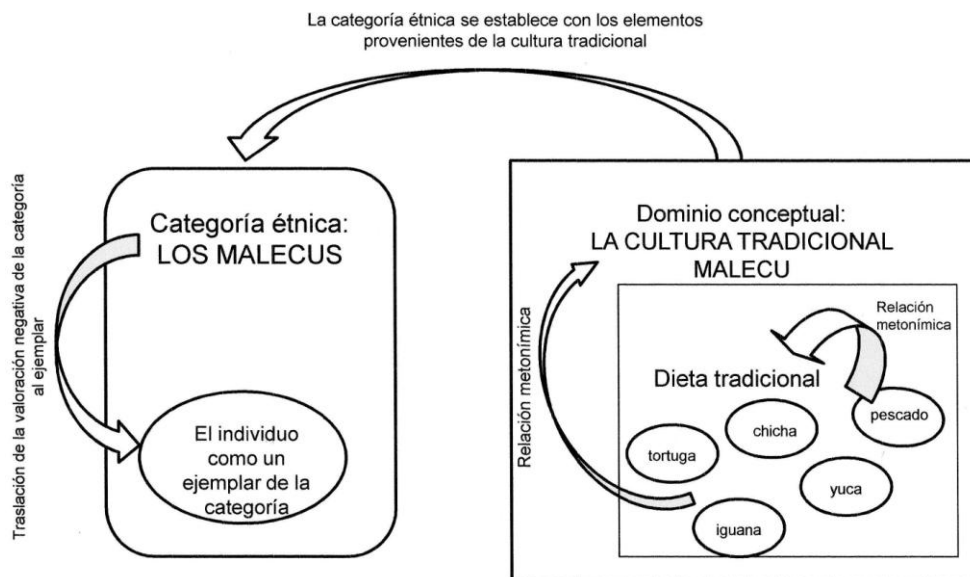 La categoría étnica se establece con los elementos
provenientes de la cultura tradicional
Traslación de la valoración negativa de la categoría
al ejemplar
Categoría étnica:
LOS MALECUS
El individuo
como un
ejemplar de la
categoría
Relación metonímica
Dominio conceptual:
LA CULTURA TRADICIONAL
MALECU
Relación
metonímica
Dieta tradicional
pescado
chicha
tortuga
yuca
iguana